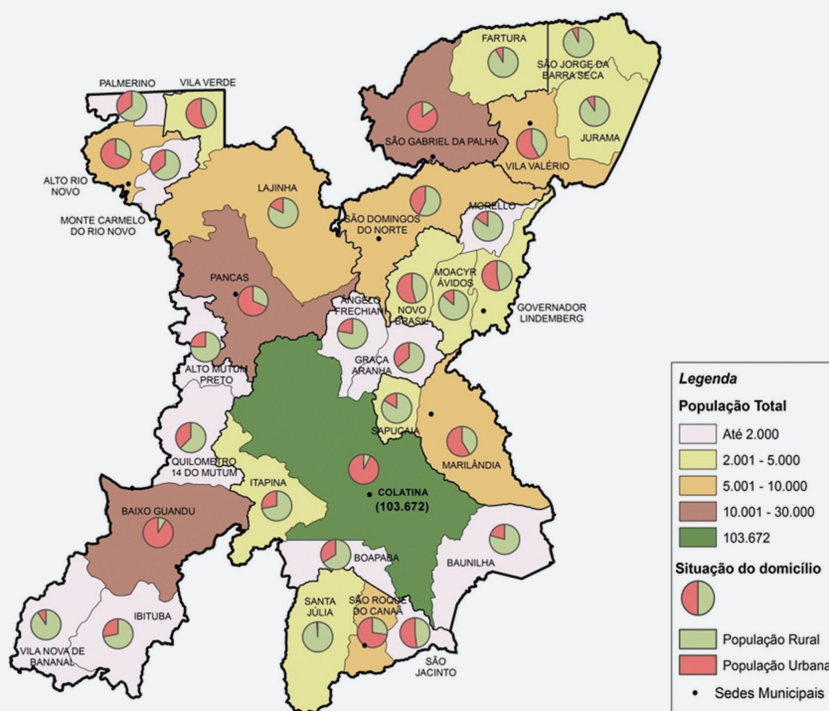 FARTURA
SÃO JORGE DA
BARRA SECA
PALMERINO
VILA VERDE
JURAMA
SÃO GABRIEL DA PALHA
VILA VALÉRIO
ALTO RIO
NOVO
LAJINHA
MORELLO
SÃO DOMINGOS
DO NORTE
MONTE CARMELO
DO RIO NOVO
PANCAS
MOACYR
ÁVIDOS
ÂNGELO
FRECHIANI
NOVO
BRASIL
GOVERNADOR
LINDEMBERG
GRAÇA
ARANHA
ALTO MUTUM
PRETO
SAPUCAIA
MARILÂNDIA
QUILOMETRO
14 DO MUTUM
ITAPINA
COLATINA
(103.672)
BAIXO GUANDU
BOAPABA
BAUNILHA
SANTA
JÚLIA
SÃO ROQUE
DO CANAÃ
IBITUBA
VILA NOVA DE
BANANAL
SÃO
JACINTO
Legenda
População Total
Até 2.000
2.001 - 5.000
5.001 - 10.000
10.001 - 30.000
103.672
Situação do domicílio
População Rural
População Urbana
Sedes Municipais